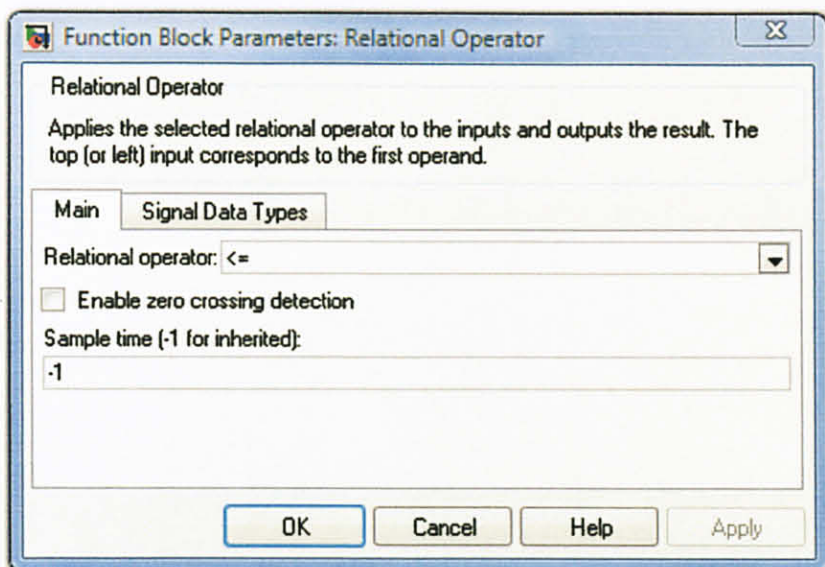 Function Block Parameters: Relational Operator
Relational Operator
Applies the selected relational operator to the inputs and outputs the result. The
top (or left) input corresponds to the first operand.
Main
Signal Data Types
Relational operator: <=
Enable zero crossing detection
Sample time (-1 for inherited):
-1
OK
Cancel
Help
Apply